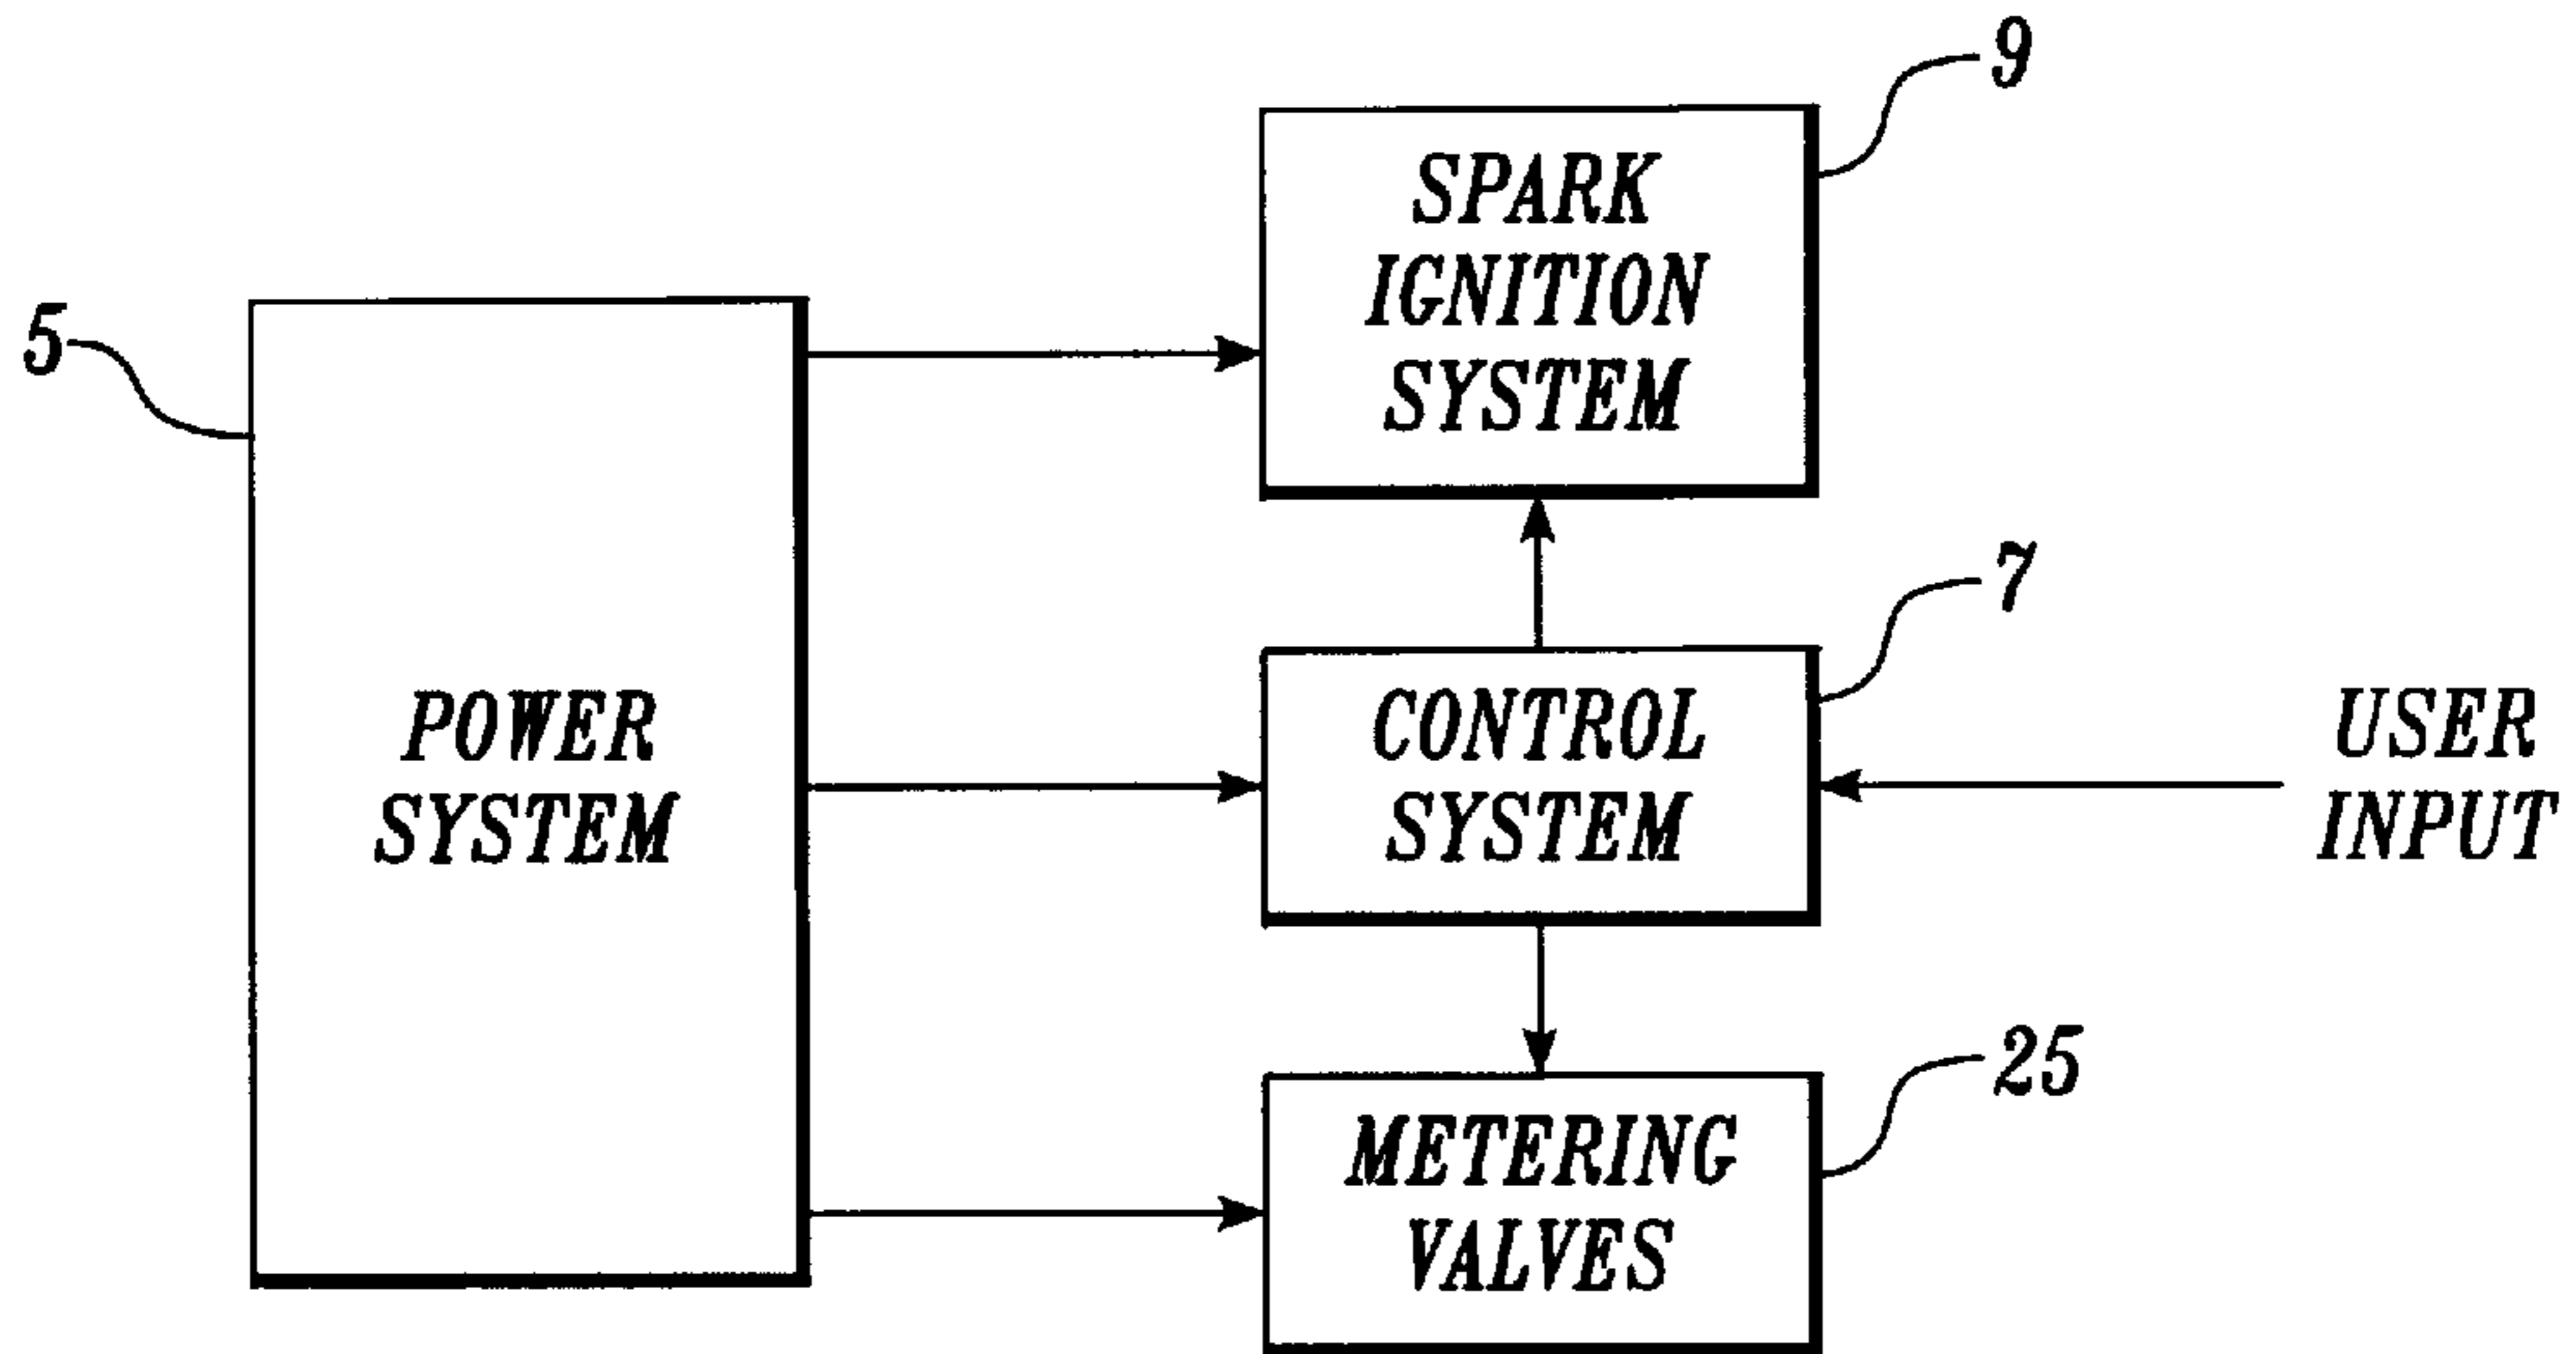 9
SPARK
IGNITION
SYSTEM
5
7
POWER
SYSTEM
CONTROL
SYSTEM
USER
INPUT
25
METERING
VALVES